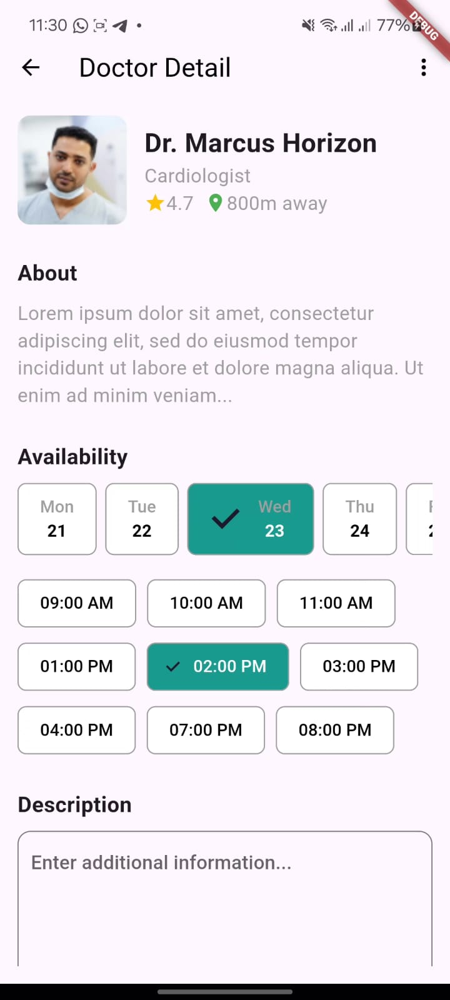 11:30
77%
DEBUG
Doctor Detail
Dr. Marcus Horizon
Cardiologist
4.7 800m away
About
Lorem ipsum dolor sit amet, consectetur
adipiscing elit, sed do eiusmod tempor
incididunt ut labore et dolore magna aliqua. Ut
enim ad minim veniam...
Availability
Mon Tue Wed Thu
21 22 23 24
09:00 AM 10:00 AM 11:00 AM
01:00 PM 02:00 PM 03:00 PM
04:00 PM 07:00 PM 08:00 PM
Description
Enter additional information...